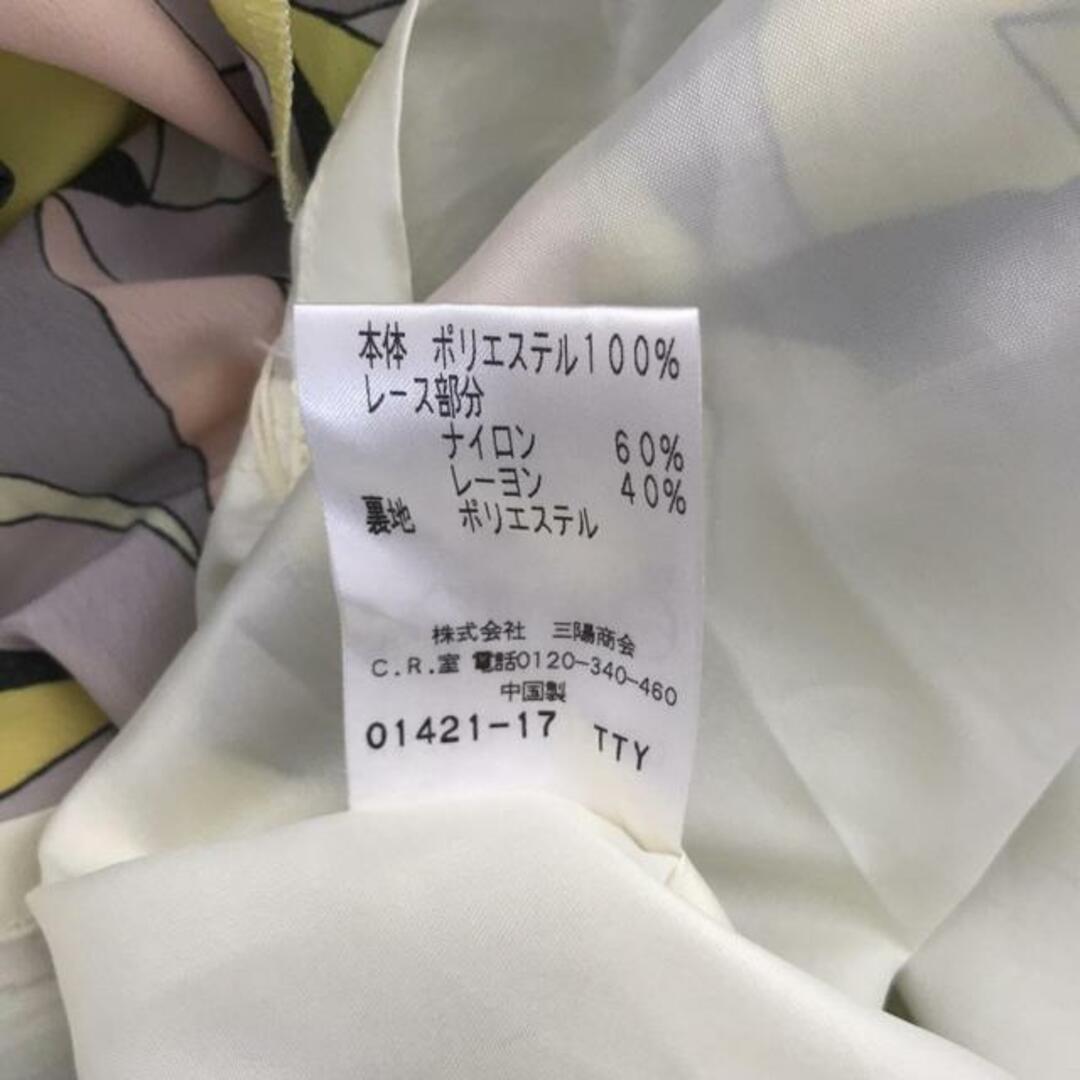 本体 ポリエステル100%
レース部分
ナイロン 60%
レーヨン 40%
裏地 ポリエステル
株式会社 三陽商会
C.R.室 電話0120-340-460
中国製
01421-17 TTY